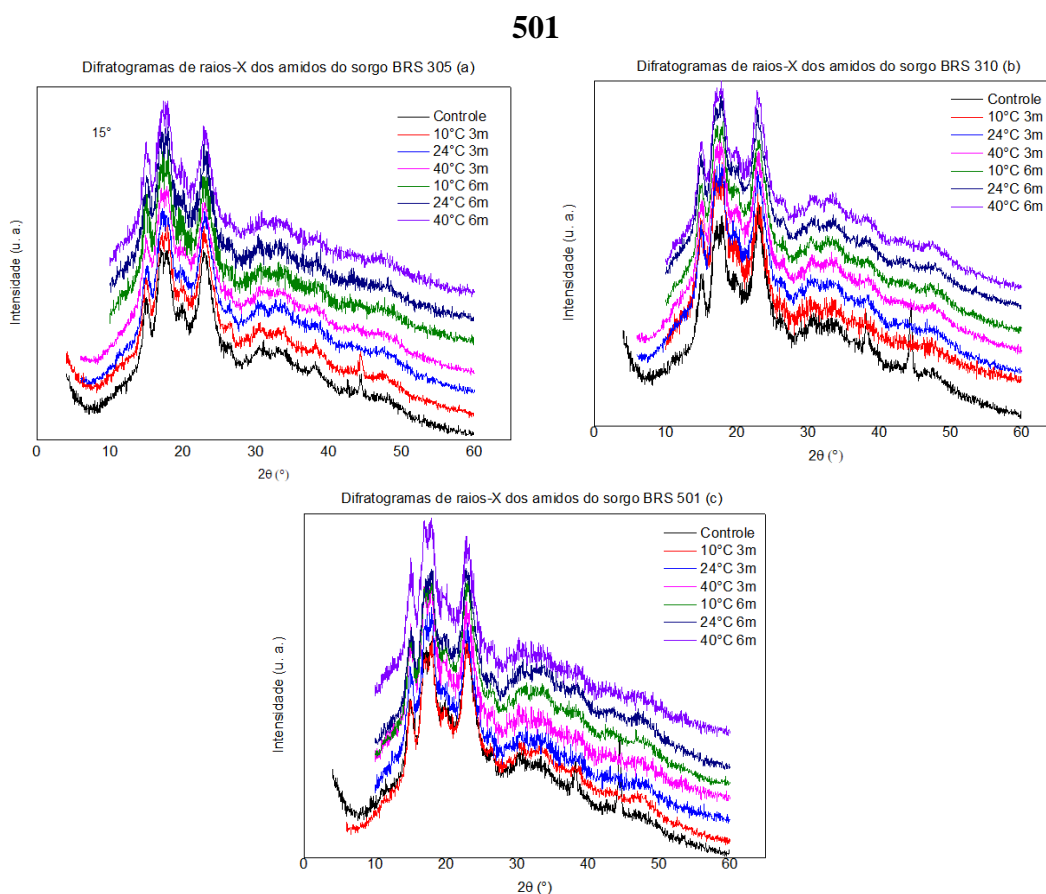 501
Difratogramas de raios-X dos amidos do sorgo BRS 305 (a)
15°
Controle
10°C 3m
24°C 3m
40°C 3m
10°C 6m
24°C 6m
40°C 6m
Intensidade (u. a.)
0 10 20 30 40 50 60
2θ (°)
Difratogramas de raios-X dos amidos do sorgo BRS 310 (b)
Controle
10°C 3m
24°C 3m
40°C 3m
10°C 6m
24°C 6m
40°C 6m
Intensidade (u. a.)
0 10 20 30 40 50 60
2θ (°)
Difratogramas de raios-X dos amidos do sorgo BRS 501 (c)
Controle
10°C 3m
24°C 3m
40°C 3m
10°C 6m
24°C 6m
40°C 6m
Intensidade (u. a.)
0 10 20 30 40 50 60
2θ (°)